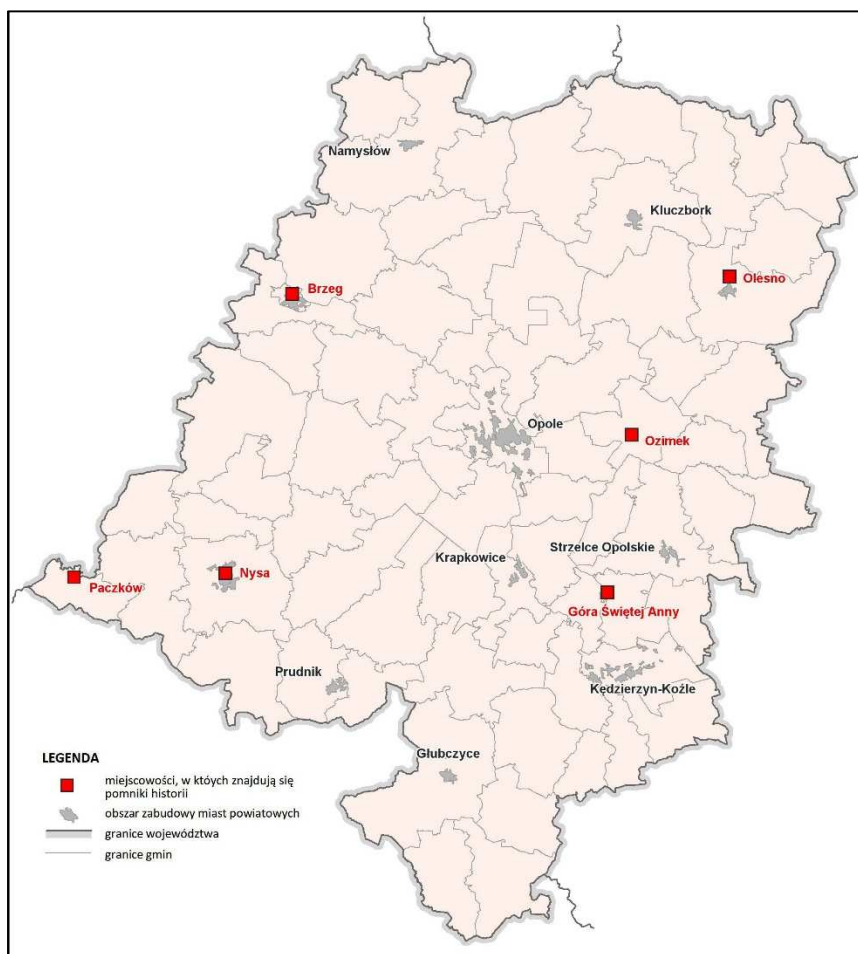 Namysłów
Kluczbork
Olesno
Brzeg
Opole
Ozimek
Krapkowice
Strzelce Opolskie
Nysa
Paczków
Góra Świętej Anny
Prudnik
Kędzierzyn-Koźle
Głubczyce
LEGENDA
miejscowości, w któych znajdują się
pomniki historii
obszar zabudowy miast powiatowych
granice województwa
granice gmin